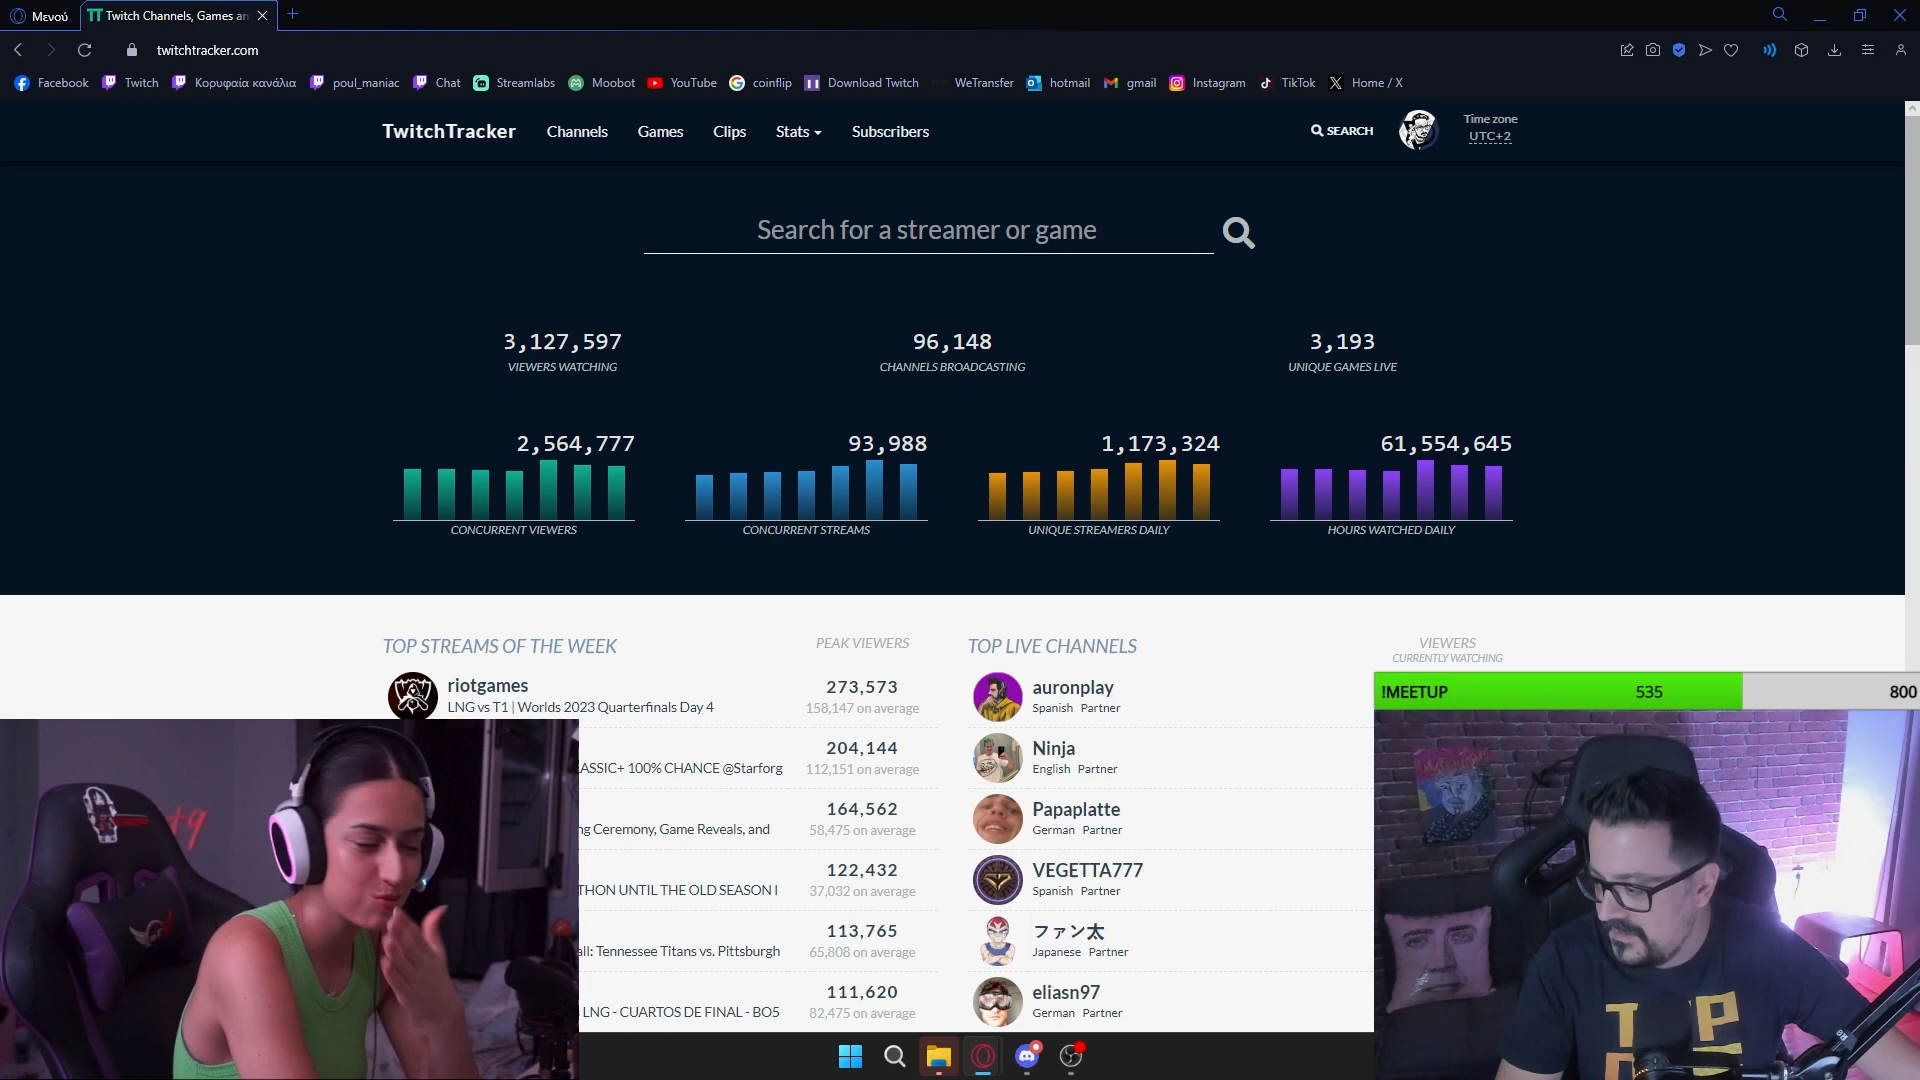 Μενού
Twitch Channels, Games an
twitchtracker.com
Facebook
Twitch
Κορυφαία κανάλια
poul_maniac
Chat
Streamlabs
Moobot
YouTube
coinflip
Download Twitch
WeTransfer
hotmail
gmail
Instagram
TikTok
Home / X
TwitchTracker
Channels
Games
Clips
Stats
Subscribers
SEARCH
Time zone
UTC+2
Search for a streamer or game
3,127,597
VIEWERS WATCHING
96,148
CHANNELS BROADCASTING
3,193
UNIQUE GAMES LIVE
2,564,777
CONCURRENT VIEWERS
93,988
CONCURRENT STREAMS
1,173,324
UNIQUE STREAMERS DAILY
61,554,645
HOURS WATCHED DAILY
TOP STREAMS OF THE WEEK
PEAK VIEWERS
riotgames
LNG vs T1 | Worlds 2023 Quarterfinals Day 4
273,573
158,147 on average
204,144
ASSIC+ 100% CHANCE @Starforg
112,151 on average
164,562
ng Ceremony, Game Reveals, and
58,475 on average
122,432
THON UNTIL THE OLD SEASON I
37,032 on average
113,765
all: Tennessee Titans vs. Pittsburgh
65,808 on average
111,620
LNG - CUARTOS DE FINAL - BO5
82,475 on average
TOP LIVE CHANNELS
VIEWERS
CURRENTLY WATCHING
auronplay
Spanish Partner
Ninja
English Partner
Papaplatte
German Partner
VEGETTA777
Spanish Partner
ファン太
Japanese Partner
eliasn97
German Partner
!MEETUP
535
800
T P